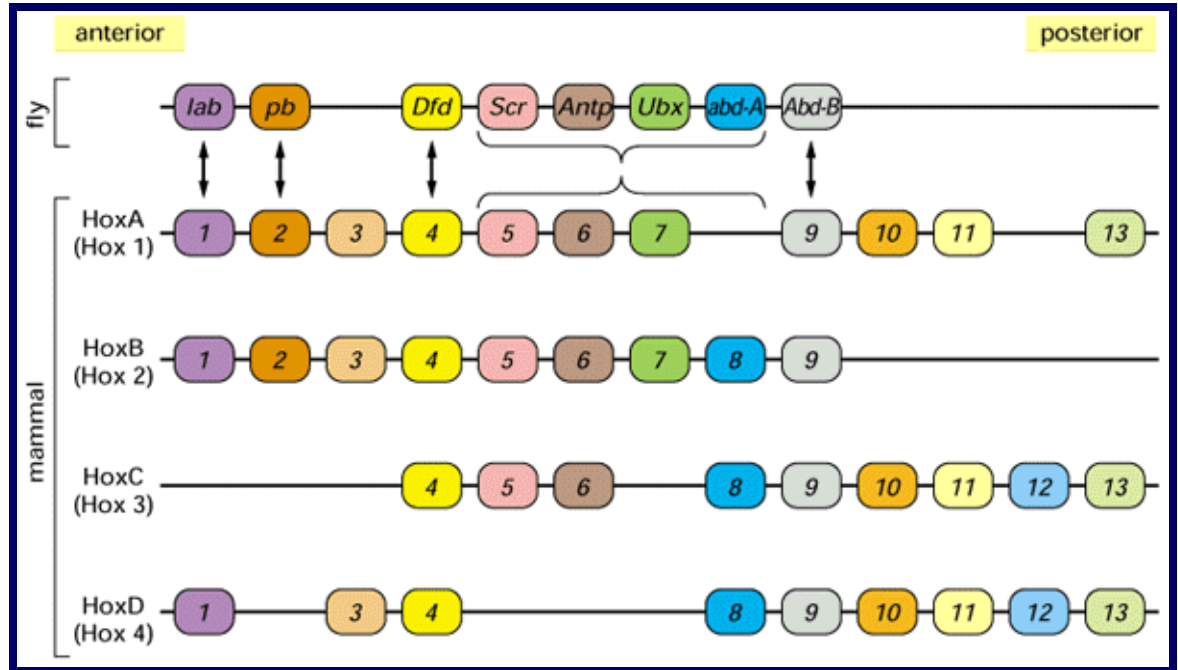 anterior posterior
fly
lab pb Dfd Scr Antp Ubx abd-A Abd-B
mammal
HoxA
(Hox 1)
1 2 3 4 5 6 7 9 10 11 13
HoxB
(Hox 2)
1 2 3 4 5 6 7 8 9
HoxC
(Hox 3)
4 5 6 8 9 10 11 12 13
HoxD
(Hox 4)
1 3 4 8 9 10 11 12 13